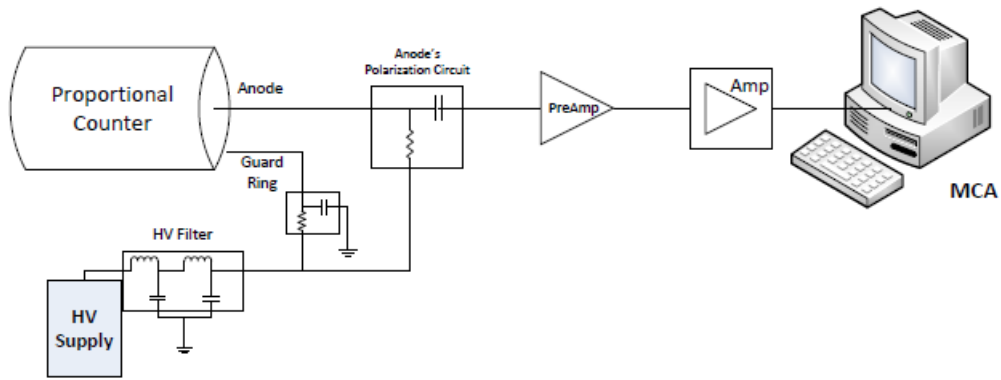 Anode's
Polarization Circuit
Proportional
Counter
Anode
PreAmp
Amp
Guard
Ring
MCA
HV Filter
HV
Supply